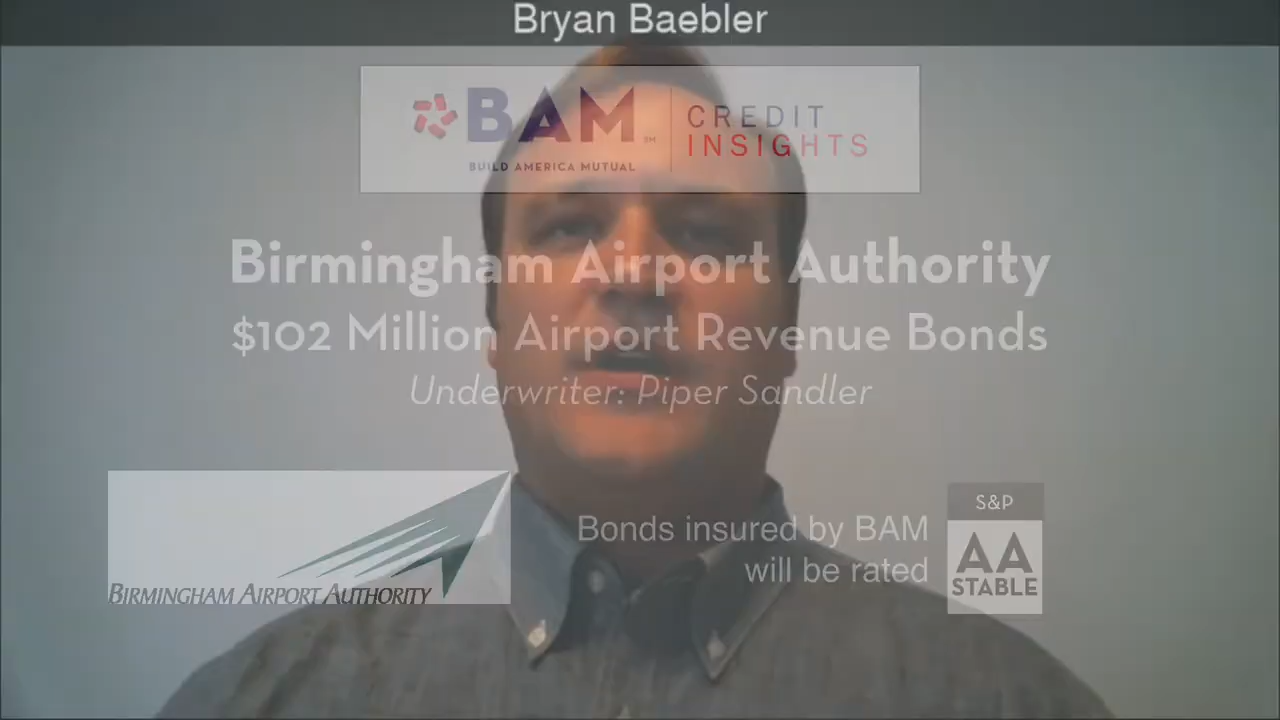 Bryan Baebler
BAM SM
BUILD AMERICA MUTUAL
CREDIT
INSIGHTS
Birmingham Airport Authority
$102 Million Airport Revenue Bonds
Underwriter: Piper Sandler
BIRMINGHAM AIRPORT AUTHORITY
Bonds insured by BAM
will be rated
S&P
AA
STABLE